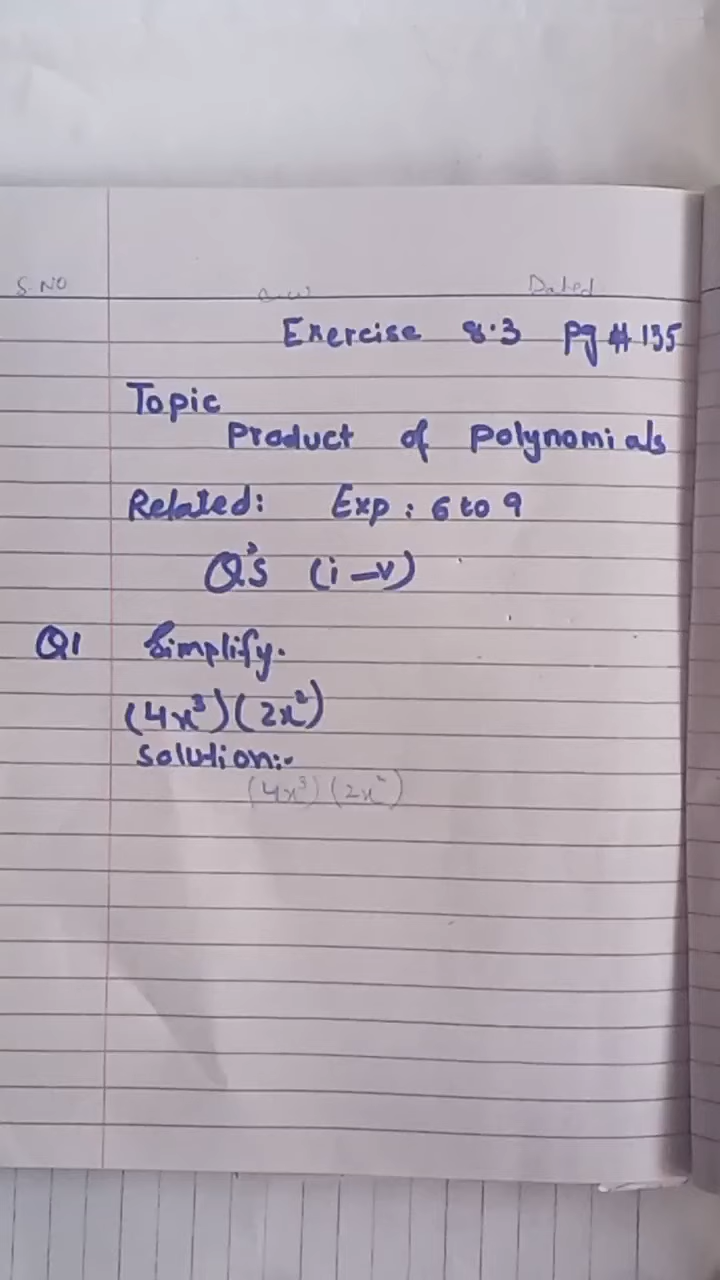 S.NO C.W Dated
Exercise 8.3 Pg # 135
Topic
Product of Polynomials
Related: Exp: 6 to 9
Q's (i-v)
Q1 Simplify.
(4x³)(2x²)
Solution:-
(4x³)(2x²)